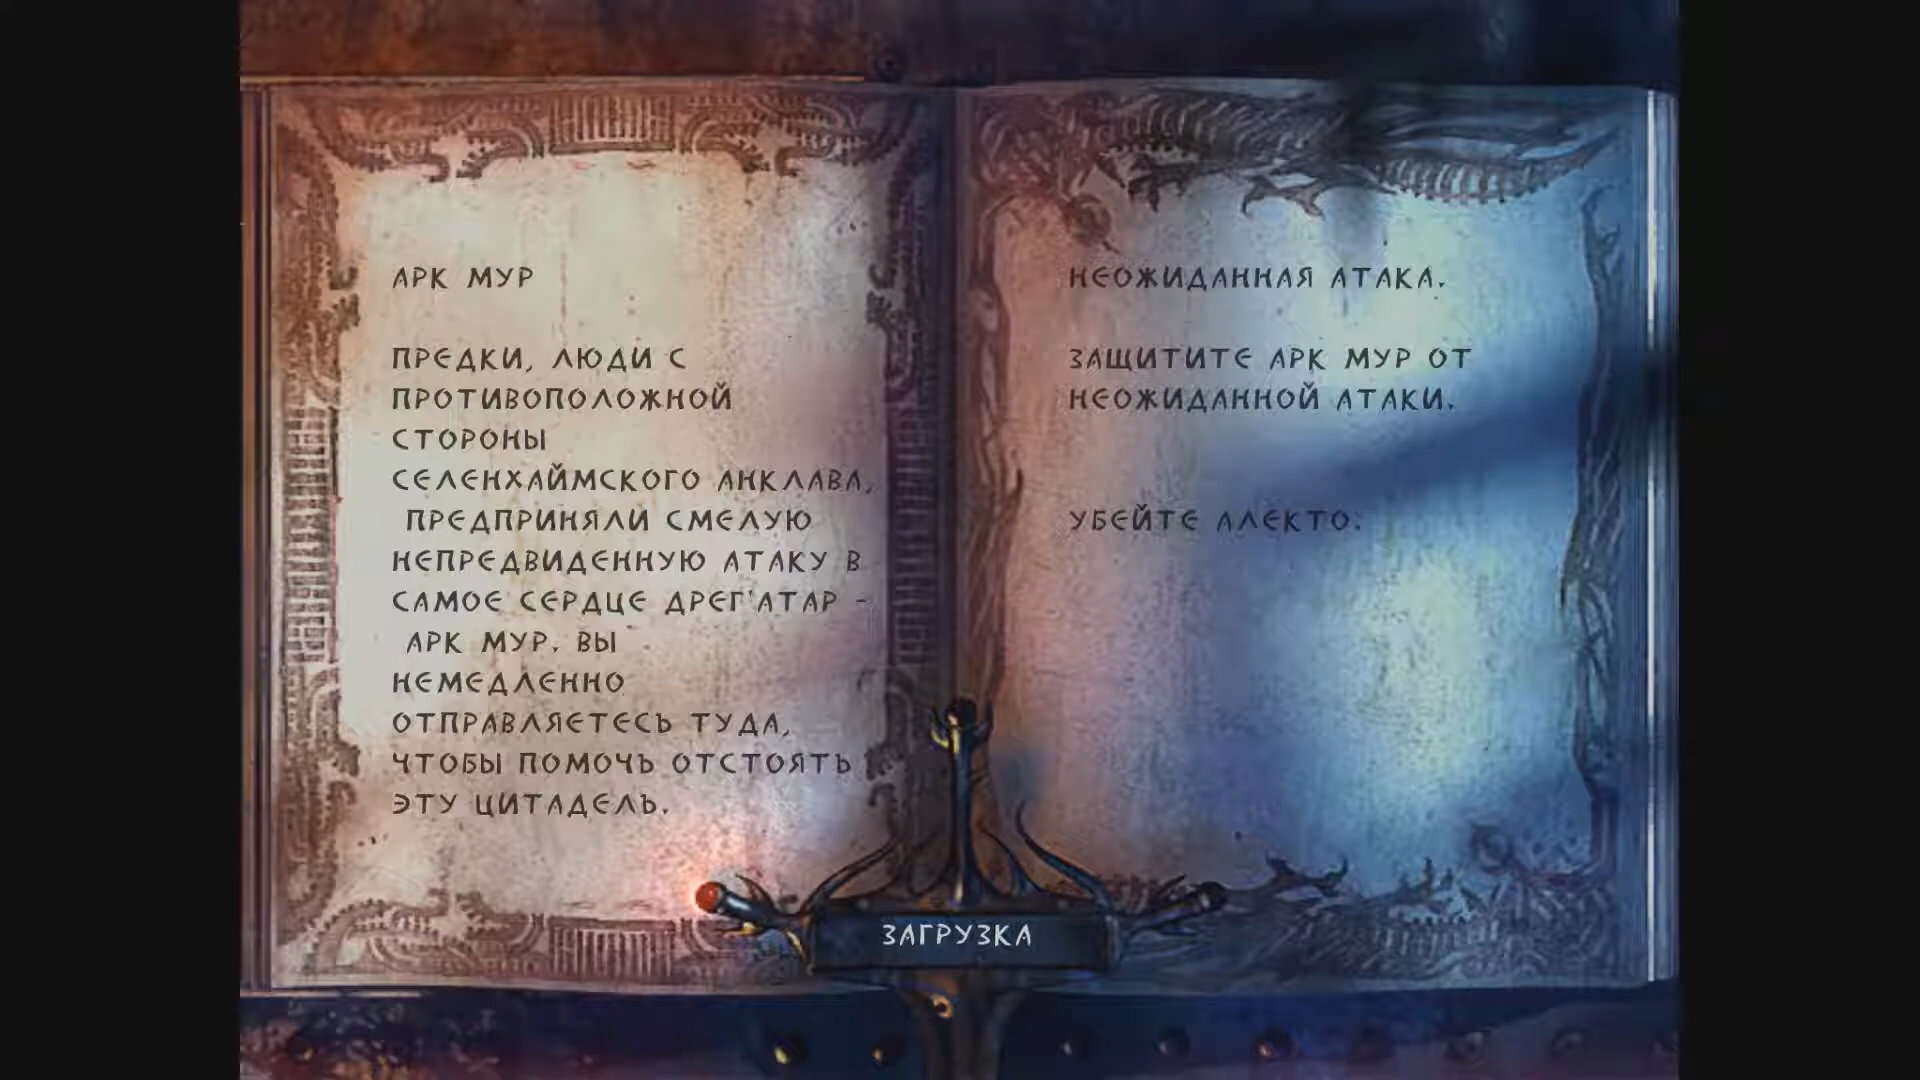 АРК МУР
ПРЕДКИ, ЛЮДИ С
ПРОТИВОПОЛОЖНОЙ
СТОРОНЫ
СЕЛЕНХАЙМСКОГО АНКЛАВА,
ПРЕДПРИНЯЛИ СМЕЛУЮ
НЕПРЕДВИДЕННУЮ АТАКУ В
САМОЕ СЕРДЦЕ ДРЕГ'АТАР -
АРК МУР. ВЫ
НЕМЕДЛЕННО
ОТПРАВЛЯЕТЕСЬ ТУДА,
ЧТОБЫ ПОМОЧЬ ОТСТОЯТЬ
ЭТУ ЦИТАДЕЛЬ.
НЕОЖИДАННАЯ АТАКА.
ЗАЩИТИТЕ АРК МУР ОТ
НЕОЖИДАННОЙ АТАКИ.
УБЕЙТЕ АЛЕКТО.
ЗАГРУЗКА